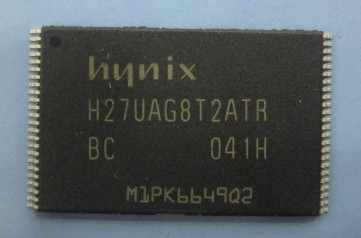 hynix
H27UAG8T2ATR
BC 041H
M1PK6649Q2